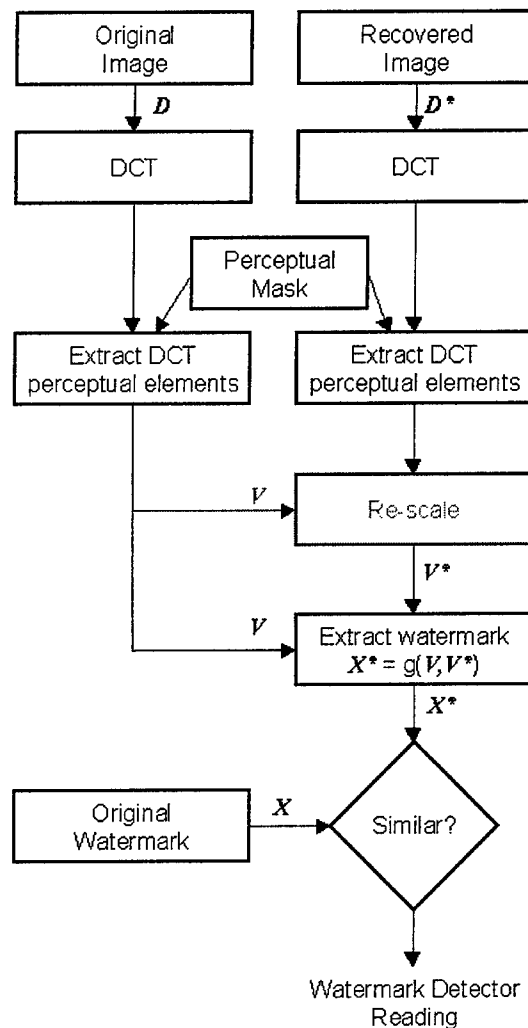 Original
Image
Recovered
Image
D
D*
DCT
DCT
Perceptual
Mask
Extract DCT
perceptual elements
Extract DCT
perceptual elements
V
Re-scale
V*
V
Extract watermark
X* = g(V,V*)
X*
Original
Watermark
X
Similar?
Watermark Detector
Reading